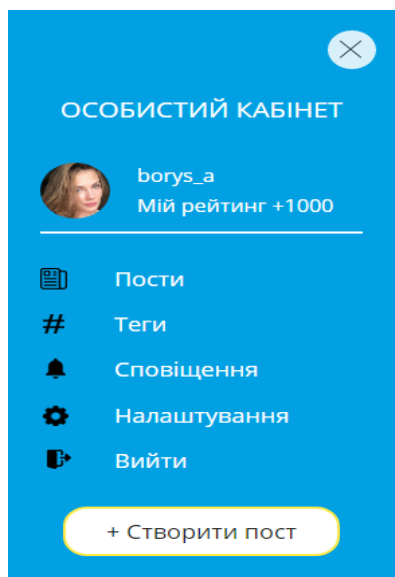 ОСОБИСТИЙ КАБІНЕТ
borys_a
Мій рейтинг +1000
Пости
# Теги
Сповіщення
Налаштування
Вийти
+ Створити пост